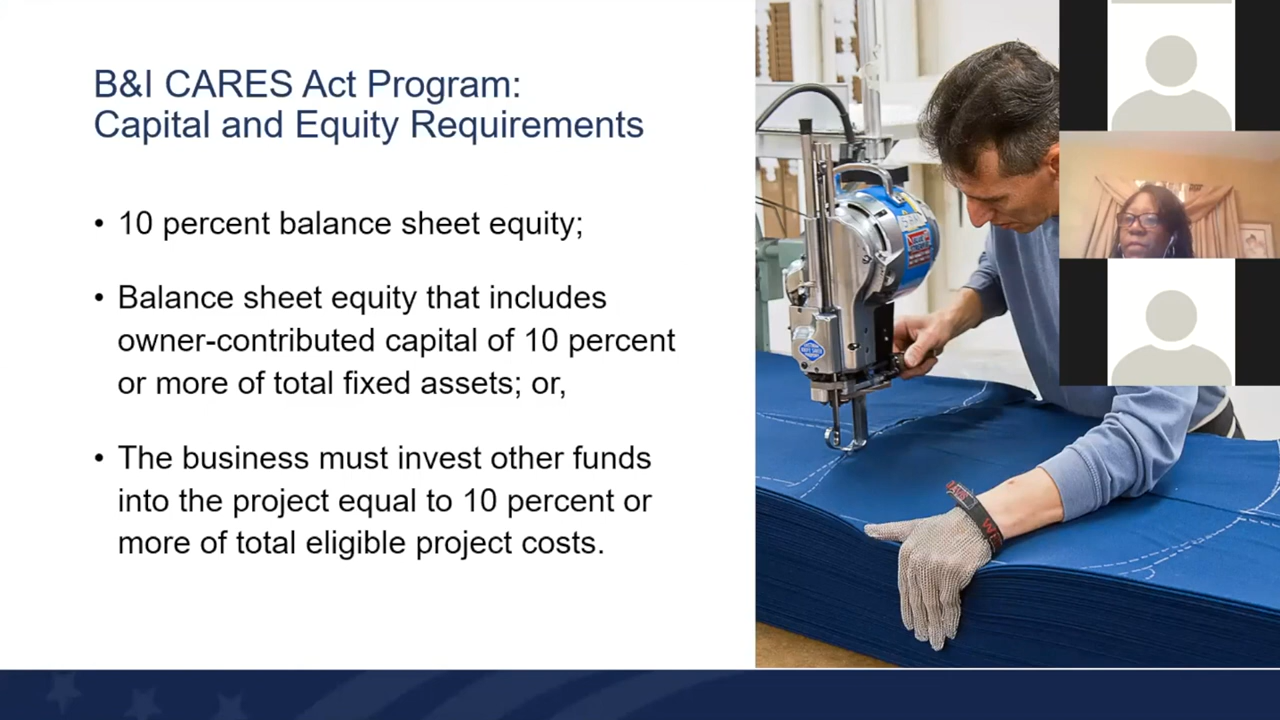 B&I CARES Act Program:
Capital and Equity Requirements
• 10 percent balance sheet equity;
• Balance sheet equity that includes
owner-contributed capital of 10 percent
or more of total fixed assets; or,
• The business must invest other funds
into the project equal to 10 percent or
more of total eligible project costs.